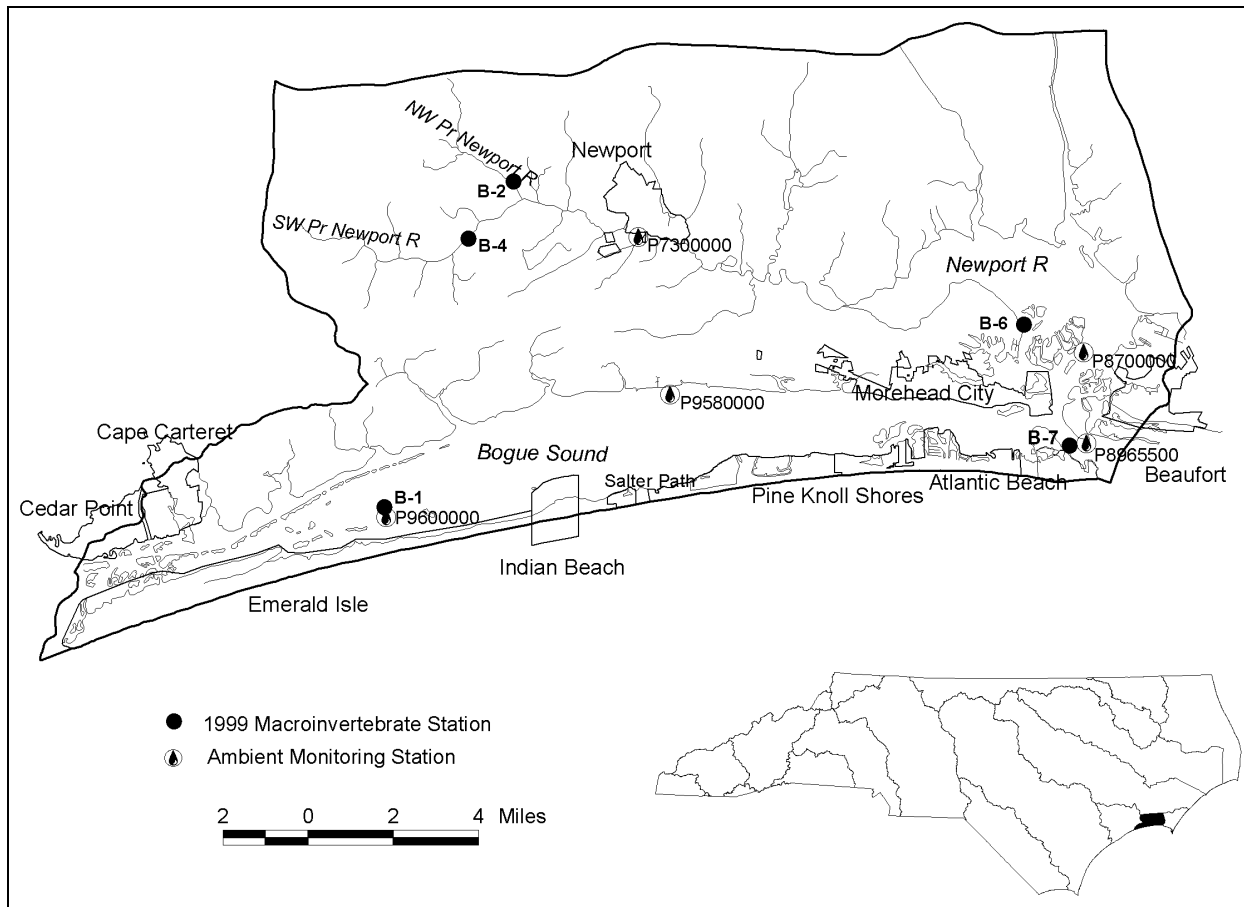 NW Pr Newport R
Newport
B-2
SW Pr Newport R
B-4
P7300000
Newport R
B-6
P8700000
P9580000
Morehead City
Cape Carteret
B-7
P8965500
Bogue Sound
Beaufort
Salter Path
Atlantic Beach
Pine Knoll Shores
Cedar Point
B-1
P9600000
Indian Beach
Emerald Isle
1999 Macroinvertebrate Station
Ambient Monitoring Station
2 0 2 4 Miles